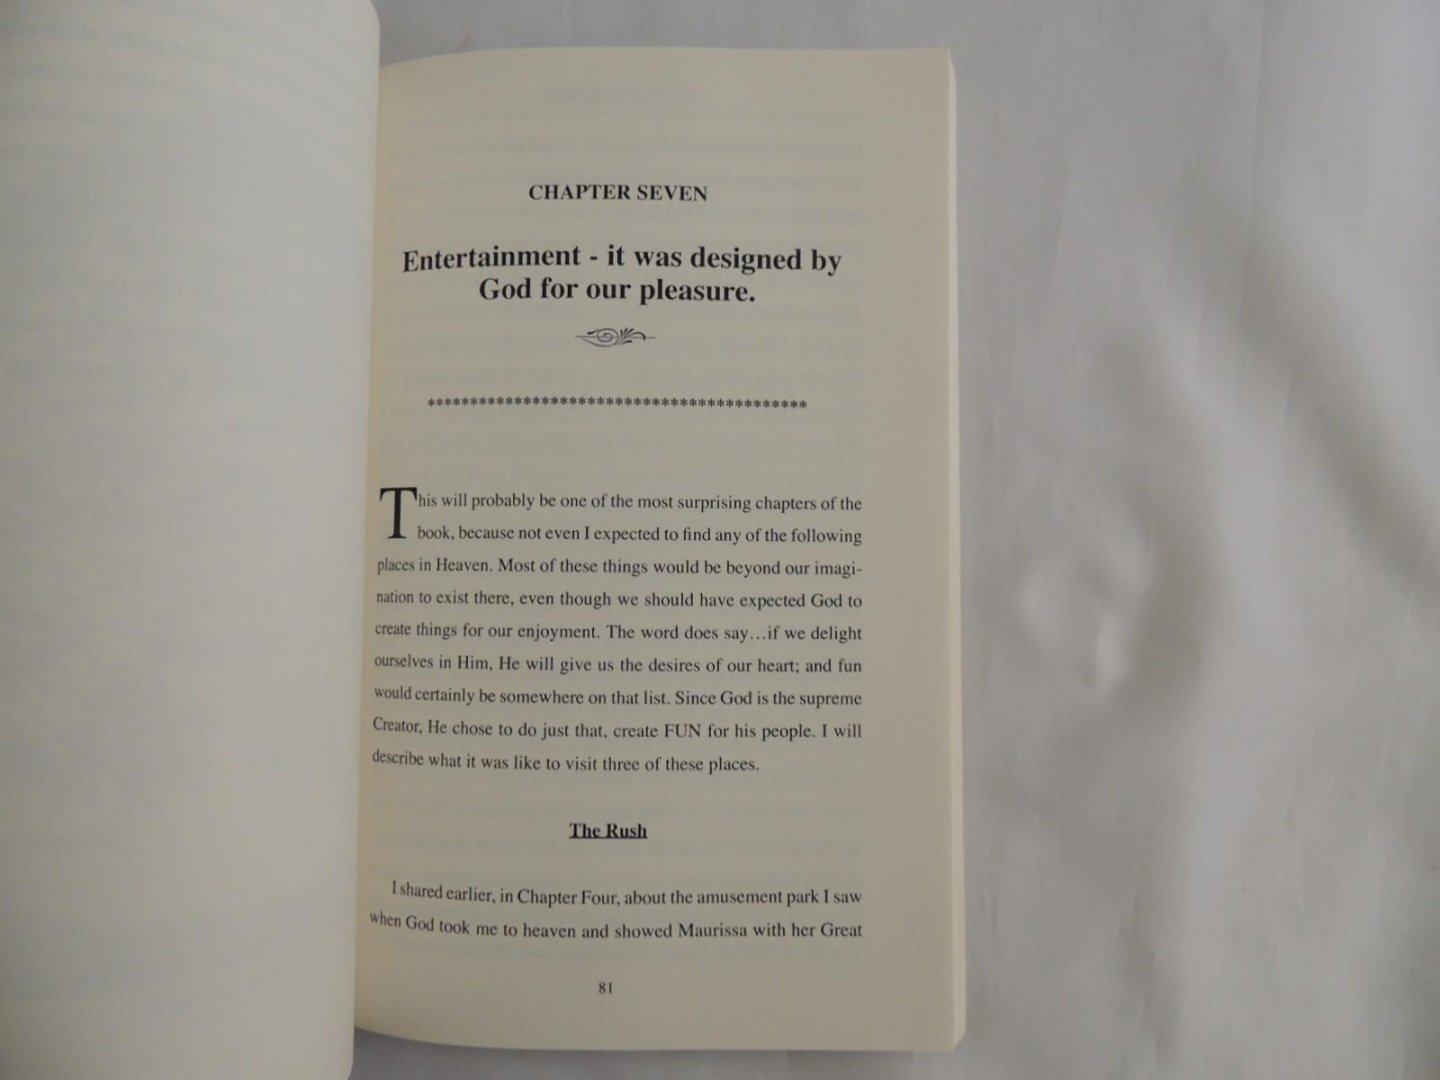 CHAPTER SEVEN
Entertainment - it was designed by
God for our pleasure.
********************************************
This will probably be one of the most surprising chapters of the
book, because not even I expected to find any of the following
places in Heaven. Most of these things would be beyond our imagi-
nation to exist there, even though we should have expected God to
create things for our enjoyment. The word does say…if we delight
ourselves in Him, He will give us the desires of our heart; and fun
would certainly be somewhere on that list. Since God is the supreme
Creator, He chose to do just that, create FUN for his people. I will
describe what it was like to visit three of these places.
The Rush
I shared earlier, in Chapter Four, about the amusement park I saw
when God took me to heaven and showed Maurissa with her Great
81